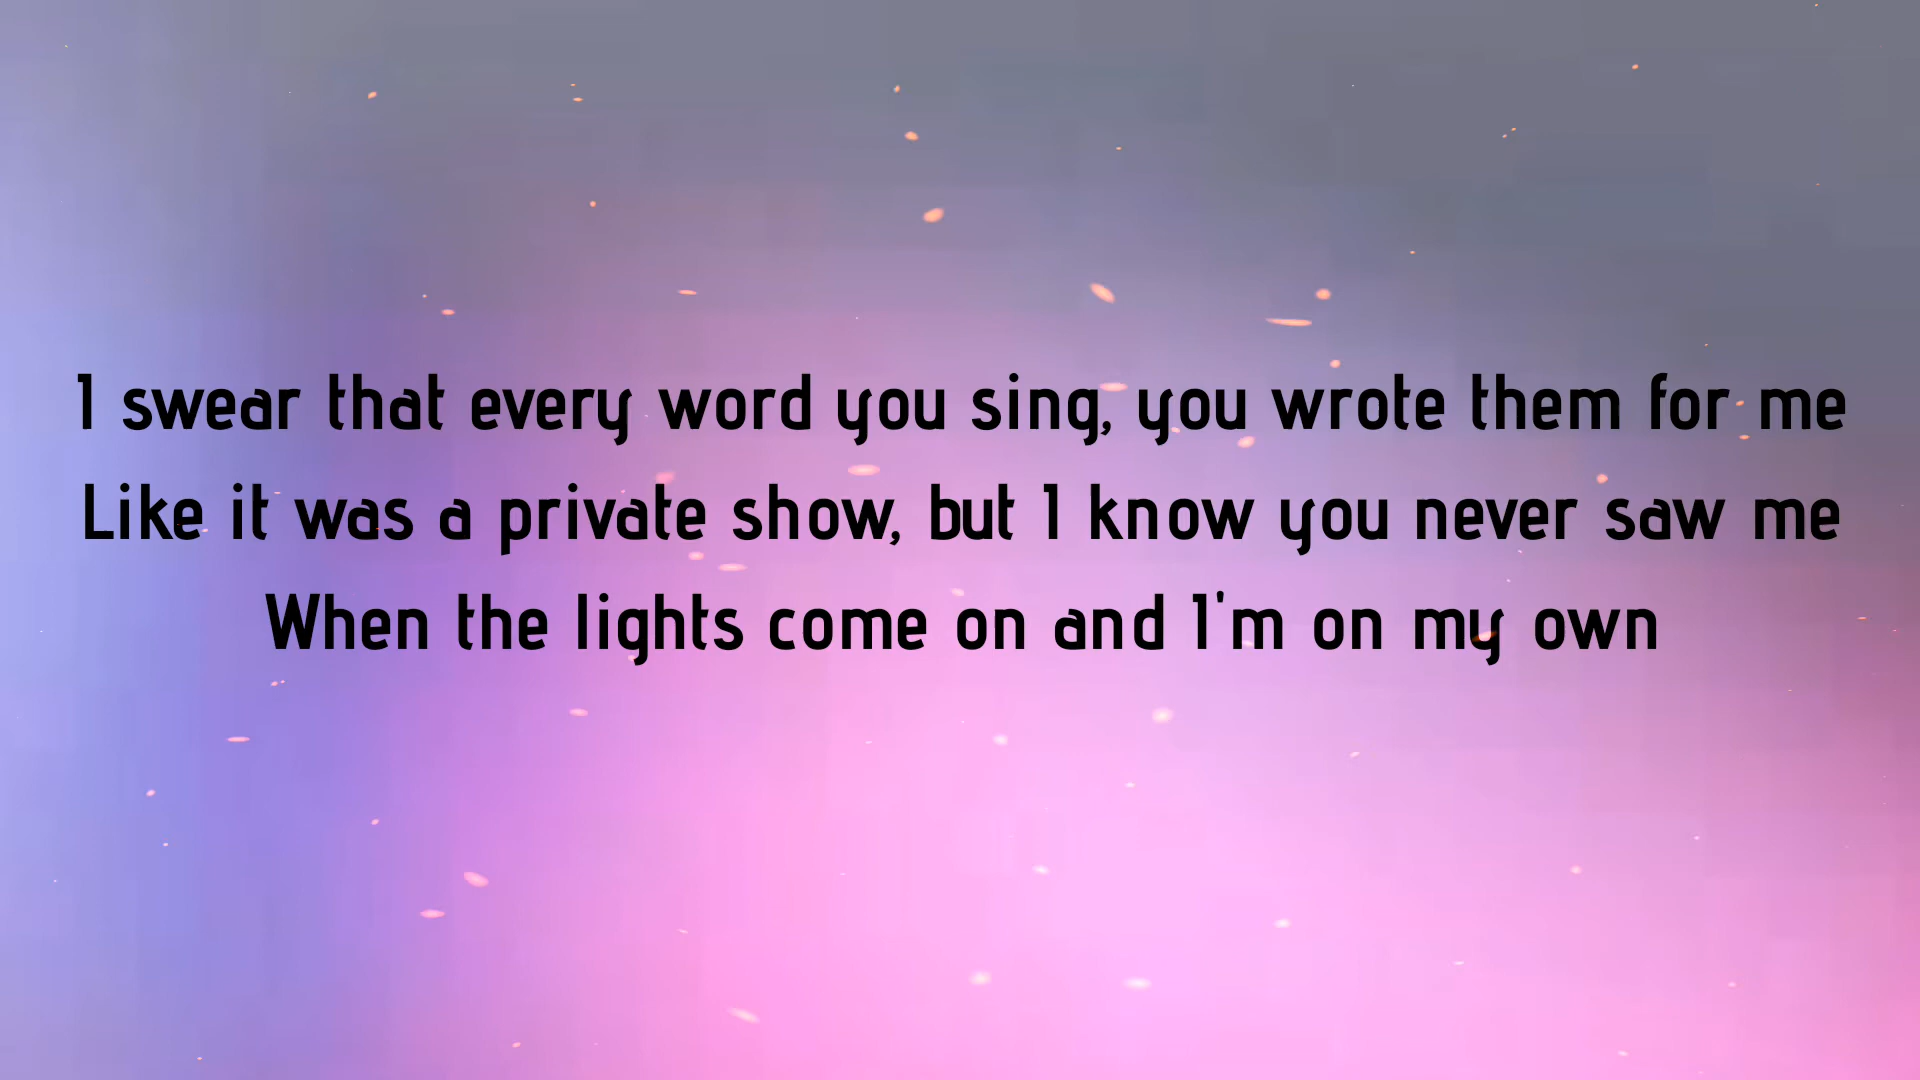 I swear that every word you sing, you wrote them for me
Like it was a private show, but I know you never saw me
When the lights come on and I'm on my own